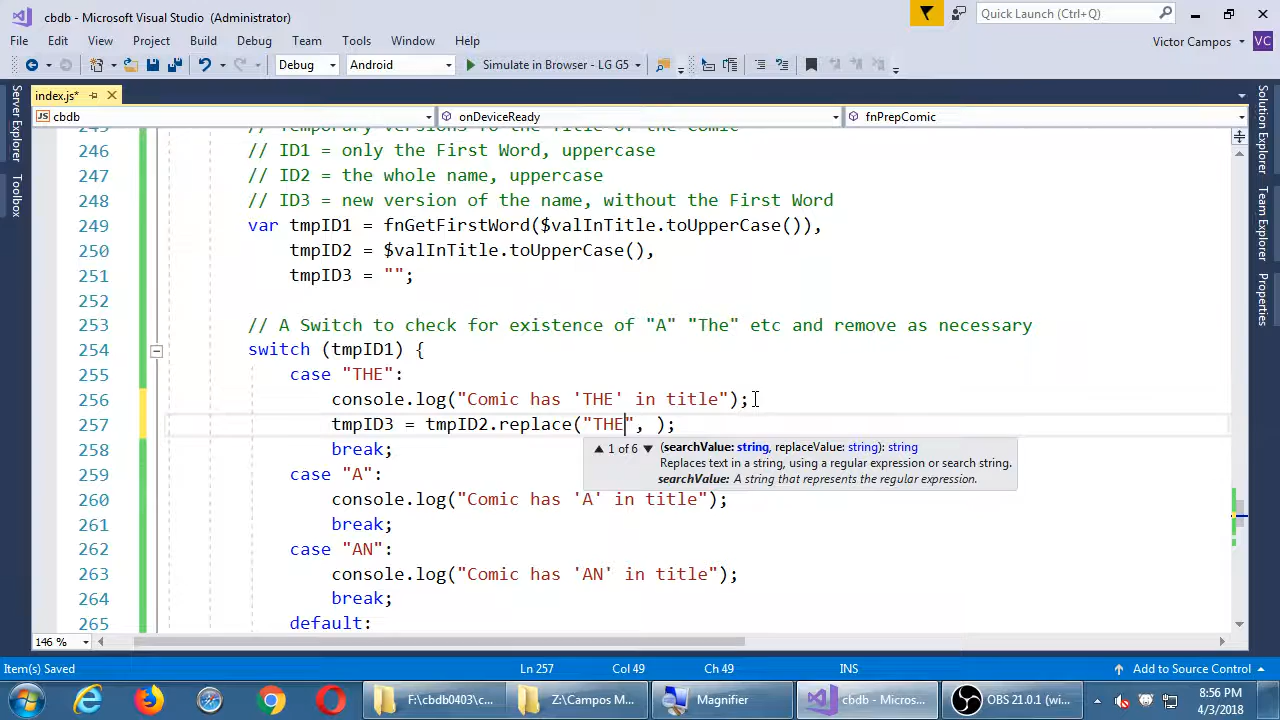 cbdb - Microsoft Visual Studio (Administrator)
Quick Launch (Ctrl+Q)
File Edit View Project Build Debug Team Tools Window Help
Victor Campos VC
Debug Android Simulate in Browser - LG G5
index.js*
cbdb onDeviceReady fnPrepComic
Server Explorer
Toolbox
Solution Explorer
Team Explorer
Properties
245 // Temporary versions fo the Title of the Comic
246 // ID1 = only the First Word, uppercase
247 // ID2 = the whole name, uppercase
248 // ID3 = new version of the name, without the First Word
249 var tmpID1 = fnGetFirstWord($valInTitle.toUpperCase()),
250 tmpID2 = $valInTitle.toUpperCase(),
251 tmpID3 = "";
252
253 // A Switch to check for existence of "A" "The" etc and remove as necessary
254 switch (tmpID1) {
255 case "THE":
256 console.log("Comic has 'THE' in title");
257 tmpID3 = tmpID2.replace("THE", );
258 break;
1 of 6 (searchValue: string, replaceValue: string): string
Replaces text in a string, using a regular expression or search string.
searchValue: A string that represents the regular expression.
259 case "A":
260 console.log("Comic has 'A' in title");
261 break;
262 case "AN":
263 console.log("Comic has 'AN' in title");
264 break;
265 default:
146 %
Item(s) Saved Ln 257 Col 49 Ch 49 INS Add to Source Control
F:\cbdb0403\c... Z:\Campos M... Magnifier cbdb - Micros... OBS 21.0.1 (wi... 8:56 PM
4/3/2018